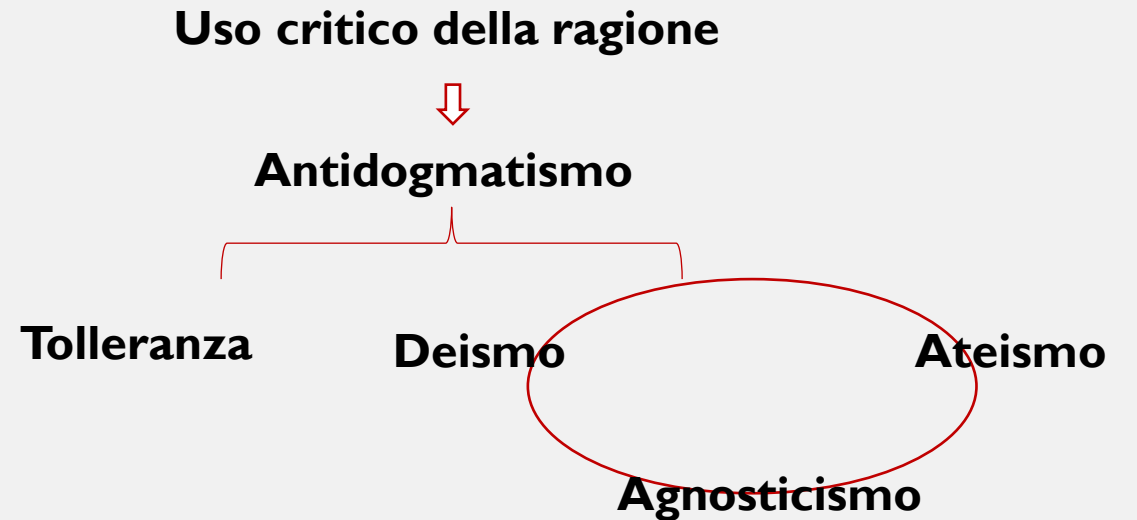 Uso critico della ragione
Antidogmatismo
Tolleranza
Deismo
Ateismo
Agnosticismo